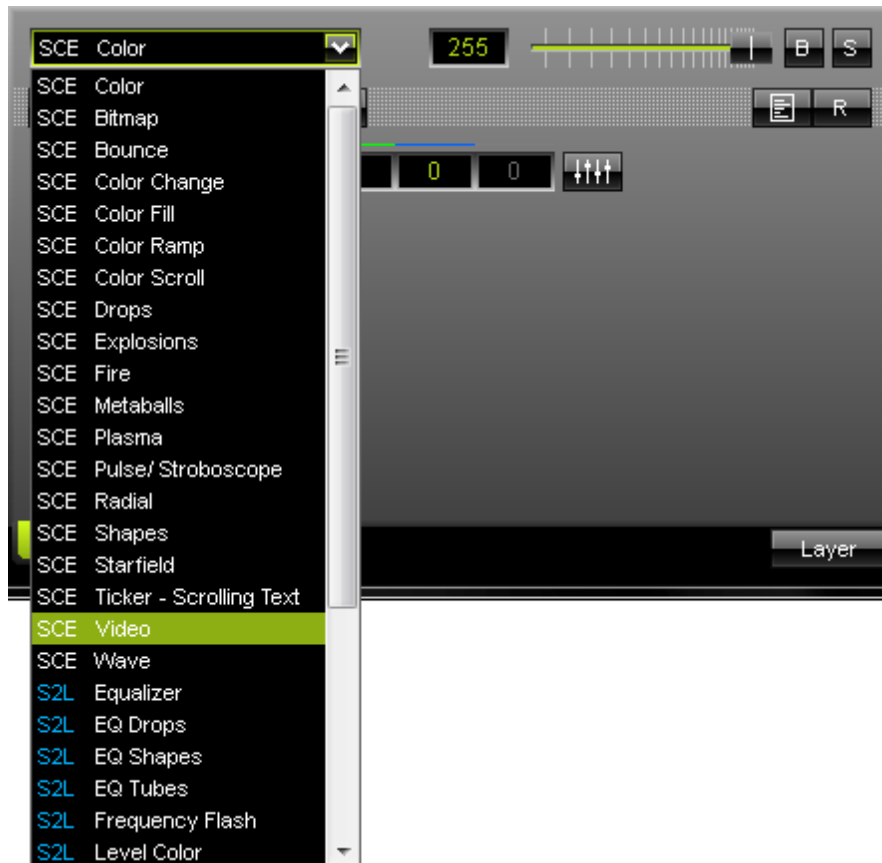 SCE Color
255
B S
SCE Color
SCE Bitmap
R
SCE Bounce
0 0
SCE Color Change
SCE Color Fill
SCE Color Ramp
SCE Color Scroll
SCE Drops
SCE Explosions
SCE Fire
SCE Metaballs
SCE Plasma
SCE Pulse/ Stroboscope
SCE Radial
SCE Shapes
Layer
SCE Starfield
SCE Ticker - Scrolling Text
SCE Video
SCE Wave
S2L Equalizer
S2L EQ Drops
S2L EQ Shapes
S2L EQ Tubes
S2L Frequency Flash
S2L Level Color